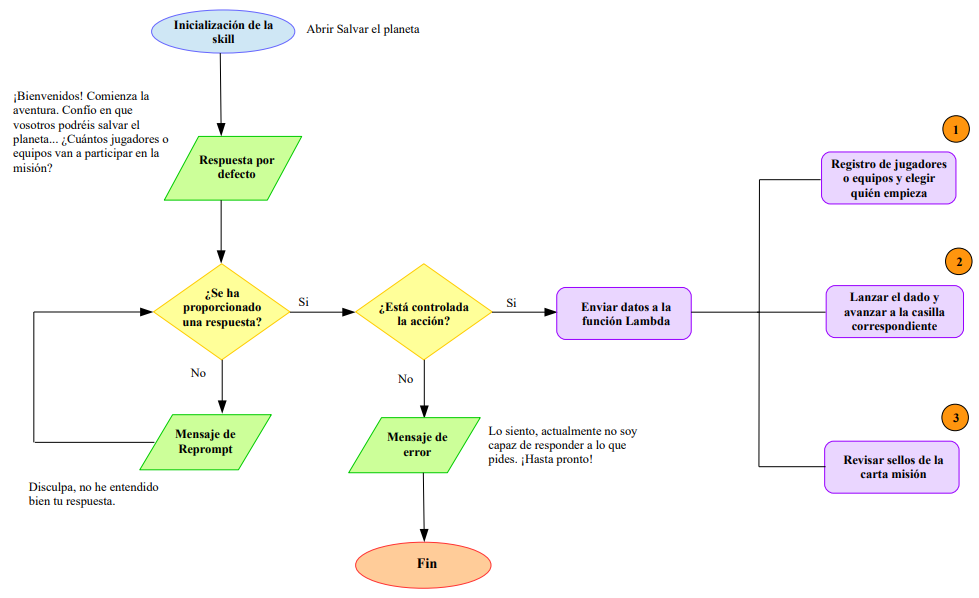 Inicialización de la
skill
Abrir Salvar el planeta
¡Bienvenidos! Comienza la
aventura. Confío en que
vosotros podréis salvar el
planeta... ¿Cuántos jugadores o
equipos van a participar en la
misión?
Respuesta por
defecto
¿Se ha
proporcionado
una respuesta?
Si
No
Mensaje de
Reprompt
Disculpa, no he entendido
bien tu respuesta.
¿Está controlada
la acción?
Si
No
Mensaje de
error
Lo siento, actualmente no soy
capaz de responder a lo que
pides. ¡Hasta pronto!
Fin
Enviar datos a la
función Lambda
1
Registro de jugadores
o equipos y elegir
quién empieza
2
Lanzar el dado y
avanzar a la casilla
correspondiente
3
Revisar sellos de la
carta misión